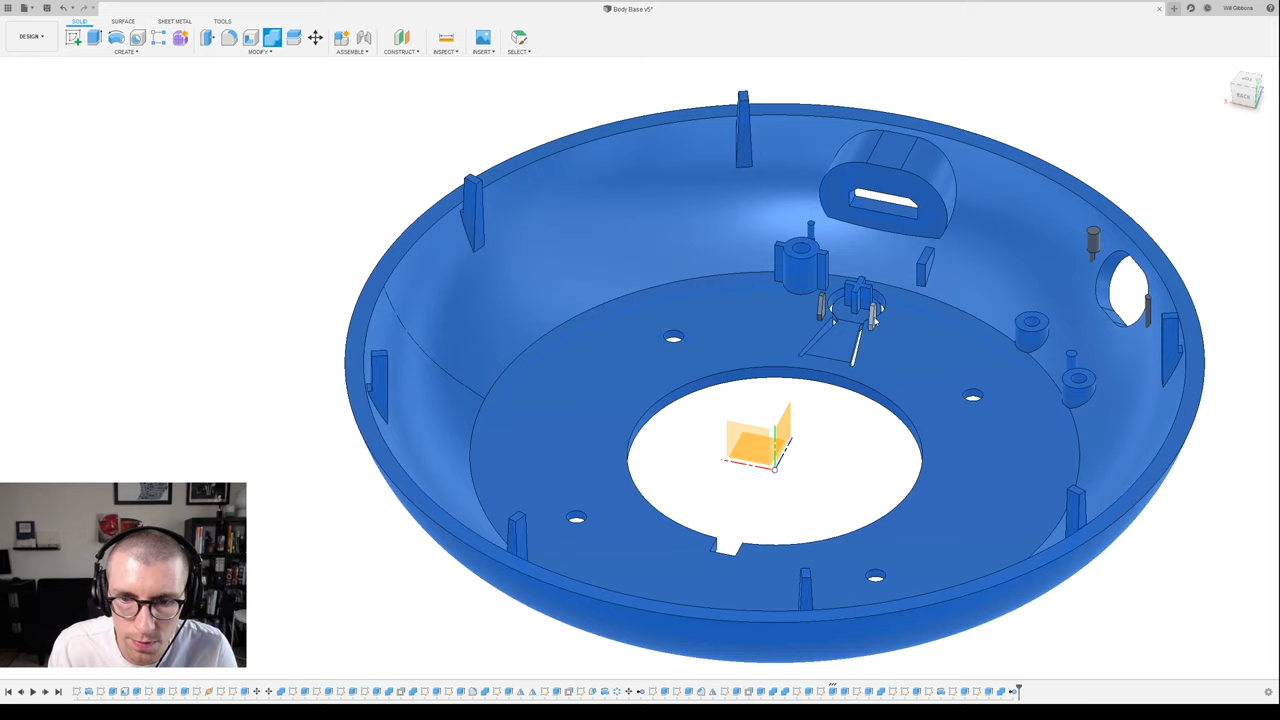 Body Base v5*
Will Gibbons
SOLID SURFACE SHEET METAL TOOLS
DESIGN
CREATE MODIFY ASSEMBLE CONSTRUCT INSPECT INSERT SELECT
TOP
BACK
X